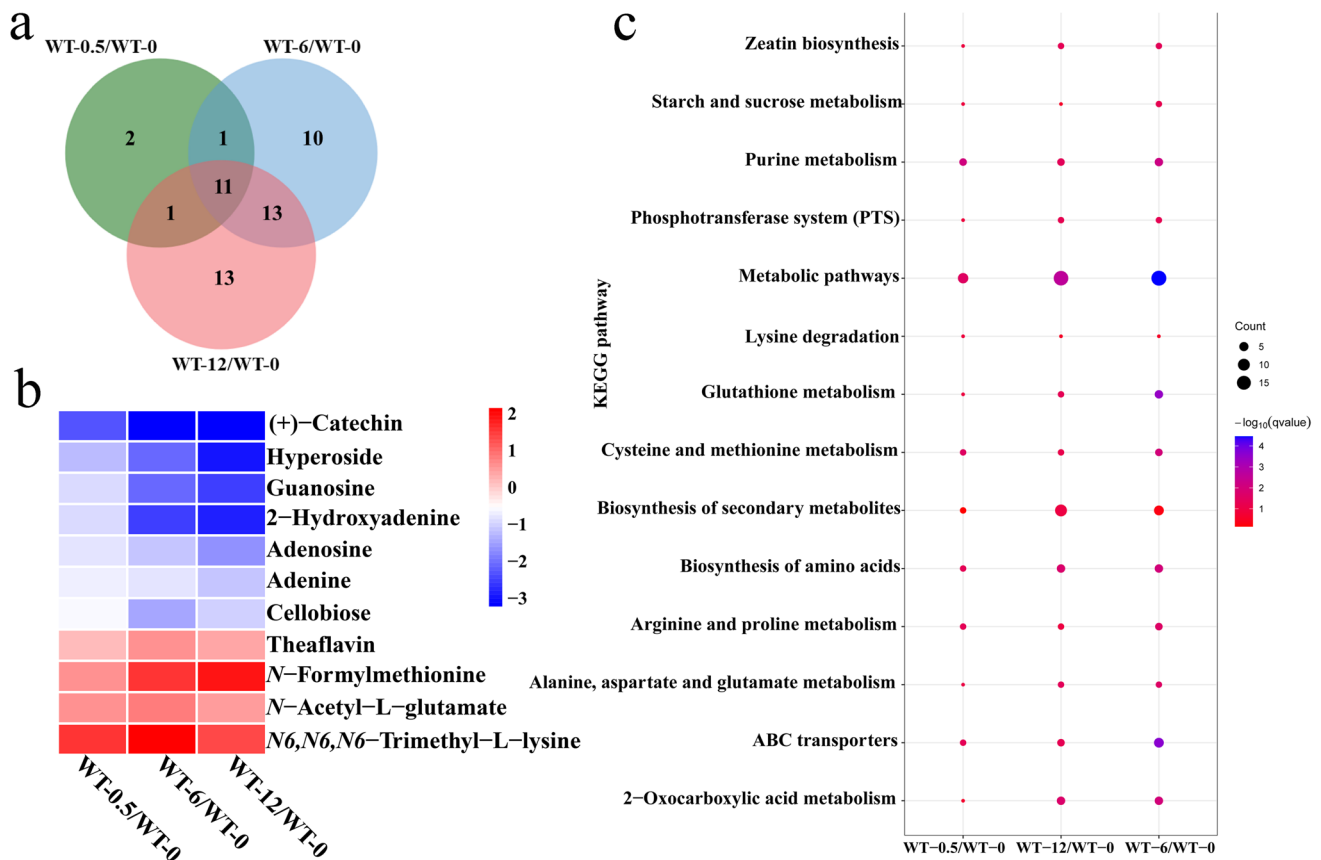 a
WT-0.5/WT-0
WT-6/WT-0
2
1
10
11
1
13
13
WT-12/WT-0
b
(+)−Catechin
Hyperoside
Guanosine
2−Hydroxyadenine
Adenosine
Adenine
Cellobiose
Theaflavin
N−Formylmethionine
N−Acetyl−L−glutamate
N6,N6,N6−Trimethyl−L−lysine
2
1
0
−1
−2
−3
WT-0.5/WT-0
WT-6/WT-0
WT-12/WT-0
c
KEGG pathway
Zeatin biosynthesis
Starch and sucrose metabolism
Purine metabolism
Phosphotransferase system (PTS)
Metabolic pathways
Lysine degradation
Glutathione metabolism
Cysteine and methionine metabolism
Biosynthesis of secondary metabolites
Biosynthesis of amino acids
Arginine and proline metabolism
Alanine, aspartate and glutamate metabolism
ABC transporters
2−Oxocarboxylic acid metabolism
WT−0.5/WT−0
WT−12/WT−0
WT−6/WT−0
Count
5
10
15
−log10(qvalue)
4
3
2
1